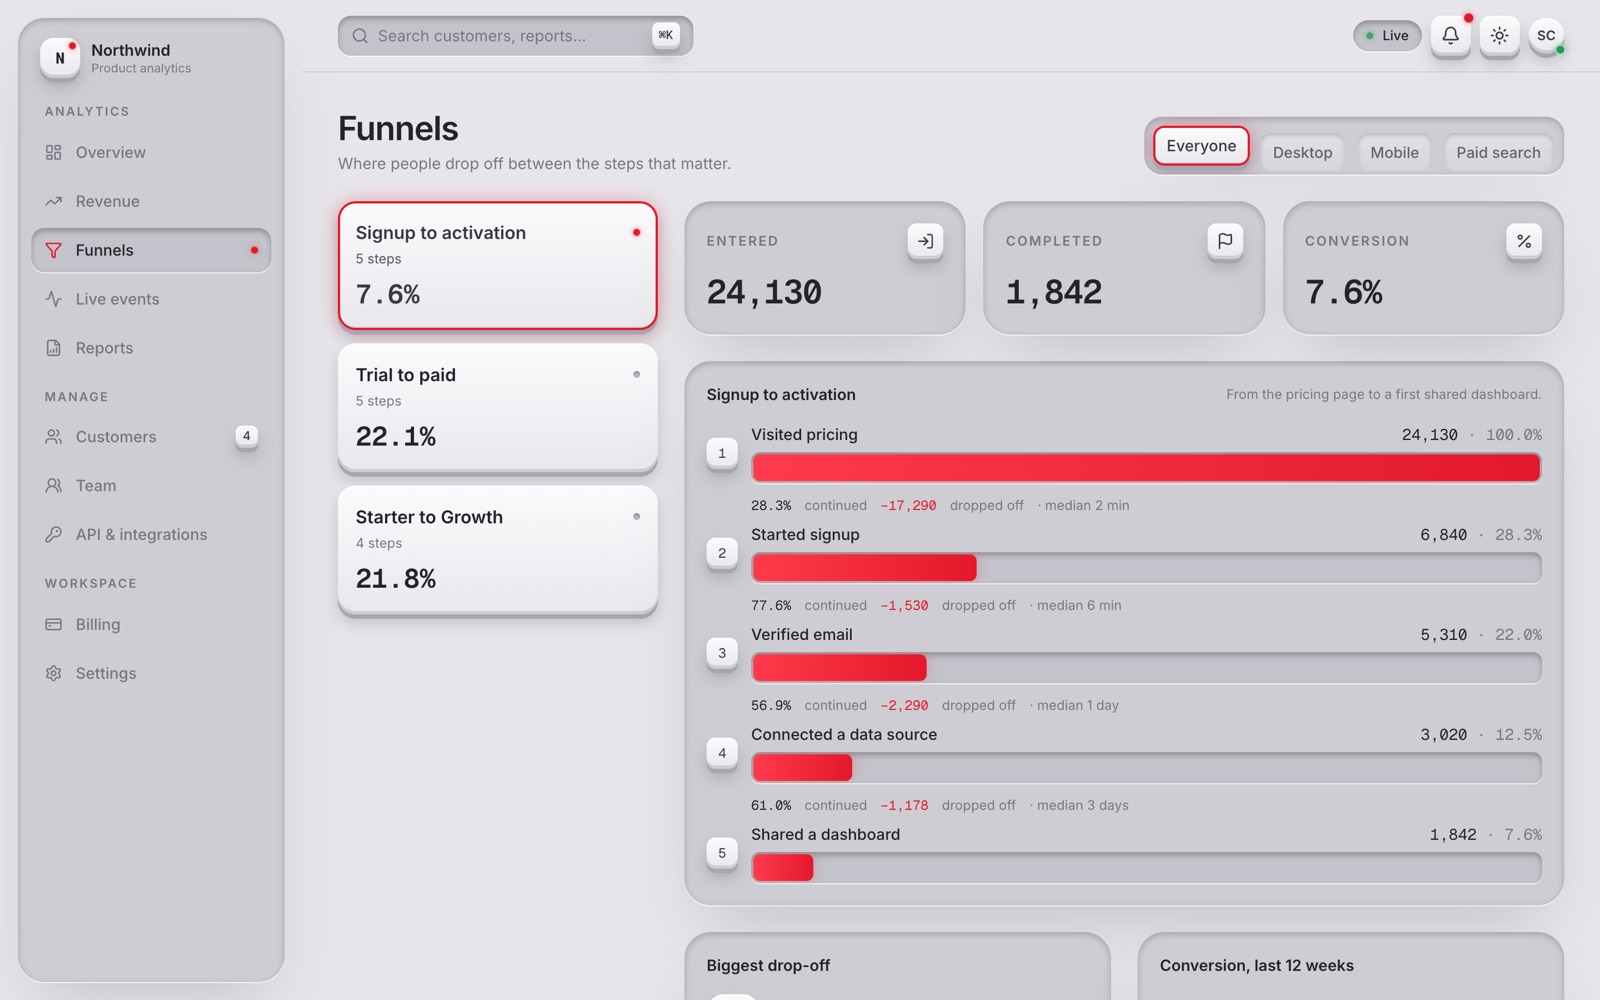 N
Northwind
Product analytics
ANALYTICS
Overview
Revenue
Funnels
Live events
Reports
MANAGE
Customers 4
Team
API & integrations
WORKSPACE
Billing
Settings
Search customers, reports... ⌘K
Live
SC
Funnels
Where people drop off between the steps that matter.
Everyone Desktop Mobile Paid search
Signup to activation
5 steps
7.6%
Trial to paid
5 steps
22.1%
Starter to Growth
4 steps
21.8%
ENTERED
24,130
COMPLETED
1,842
CONVERSION
%
7.6%
Signup to activation From the pricing page to a first shared dashboard.
1 Visited pricing 24,130 · 100.0%
28.3% continued −17,290 dropped off · median 2 min
2 Started signup 6,840 · 28.3%
77.6% continued −1,530 dropped off · median 6 min
3 Verified email 5,310 · 22.0%
56.9% continued −2,290 dropped off · median 1 day
4 Connected a data source 3,020 · 12.5%
61.0% continued −1,178 dropped off · median 3 days
5 Shared a dashboard 1,842 · 7.6%
Biggest drop-off
Conversion, last 12 weeks